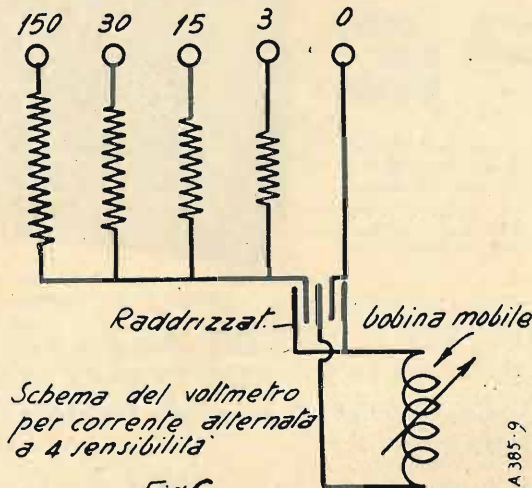 150 30 15 3 0
Raddrizzat.
bobina mobile
Schema del voltmetro
per corrente alternata
a 4 sensibilità
A 385-9